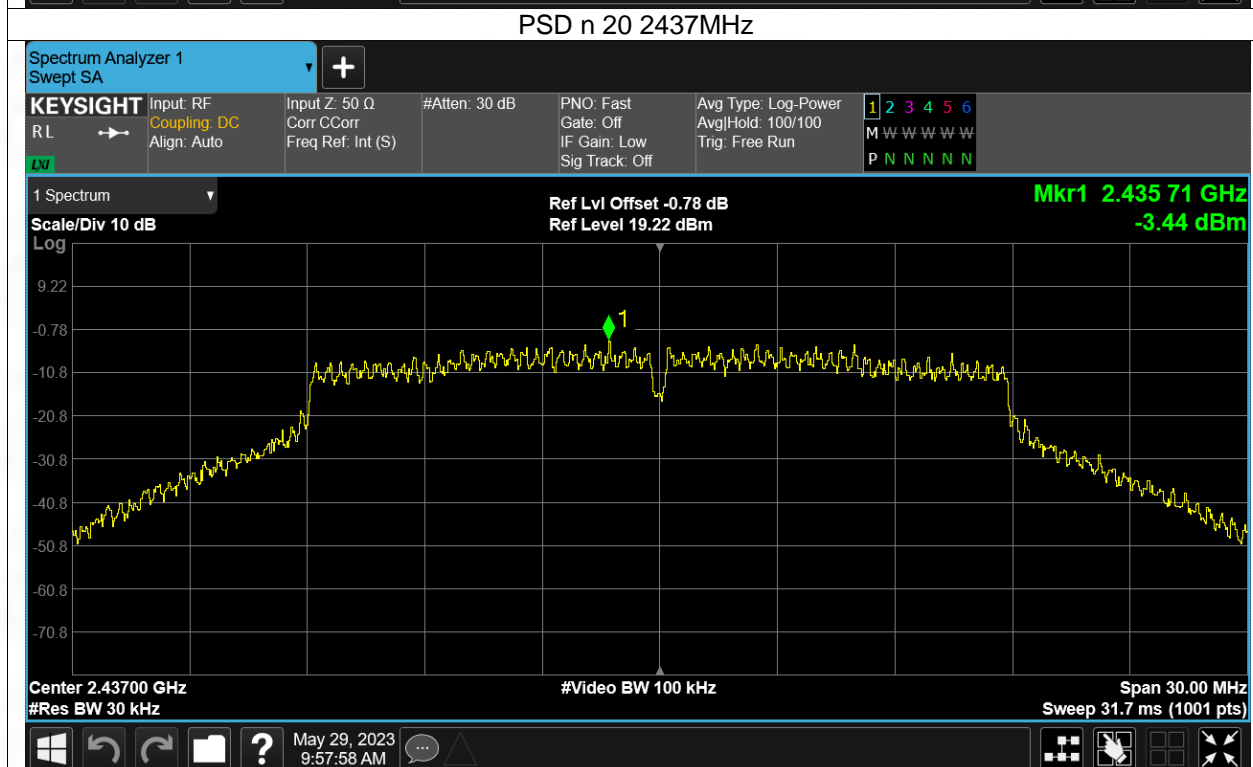 PSD n 20 2437MHz
Spectrum Analyzer 1
Swept SA
+
KEYSIGHT
RL
LXI
Input: RF
Coupling: DC
Align: Auto
Input Z: 50 Ω
Corr CCorr
Freq Ref: Int (S)
#Atten: 30 dB
PNO: Fast
Gate: Off
IF Gain: Low
Sig Track: Off
Avg Type: Log-Power
Avg|Hold: 100/100
Trig: Free Run
1 2 3 4 5 6
M W W W W W
P N N N N N
1 Spectrum
Scale/Div 10 dB
Ref Lvl Offset -0.78 dB
Ref Level 19.22 dBm
Mkr1 2.435 71 GHz
-3.44 dBm
Log
9.22
-0.78
-10.8
-20.8
-30.8
-40.8
-50.8
-60.8
-70.8
1
Center 2.43700 GHz
#Res BW 30 kHz
#Video BW 100 kHz
Span 30.00 MHz
Sweep 31.7 ms (1001 pts)
?
May 29, 2023
9:57:58 AM